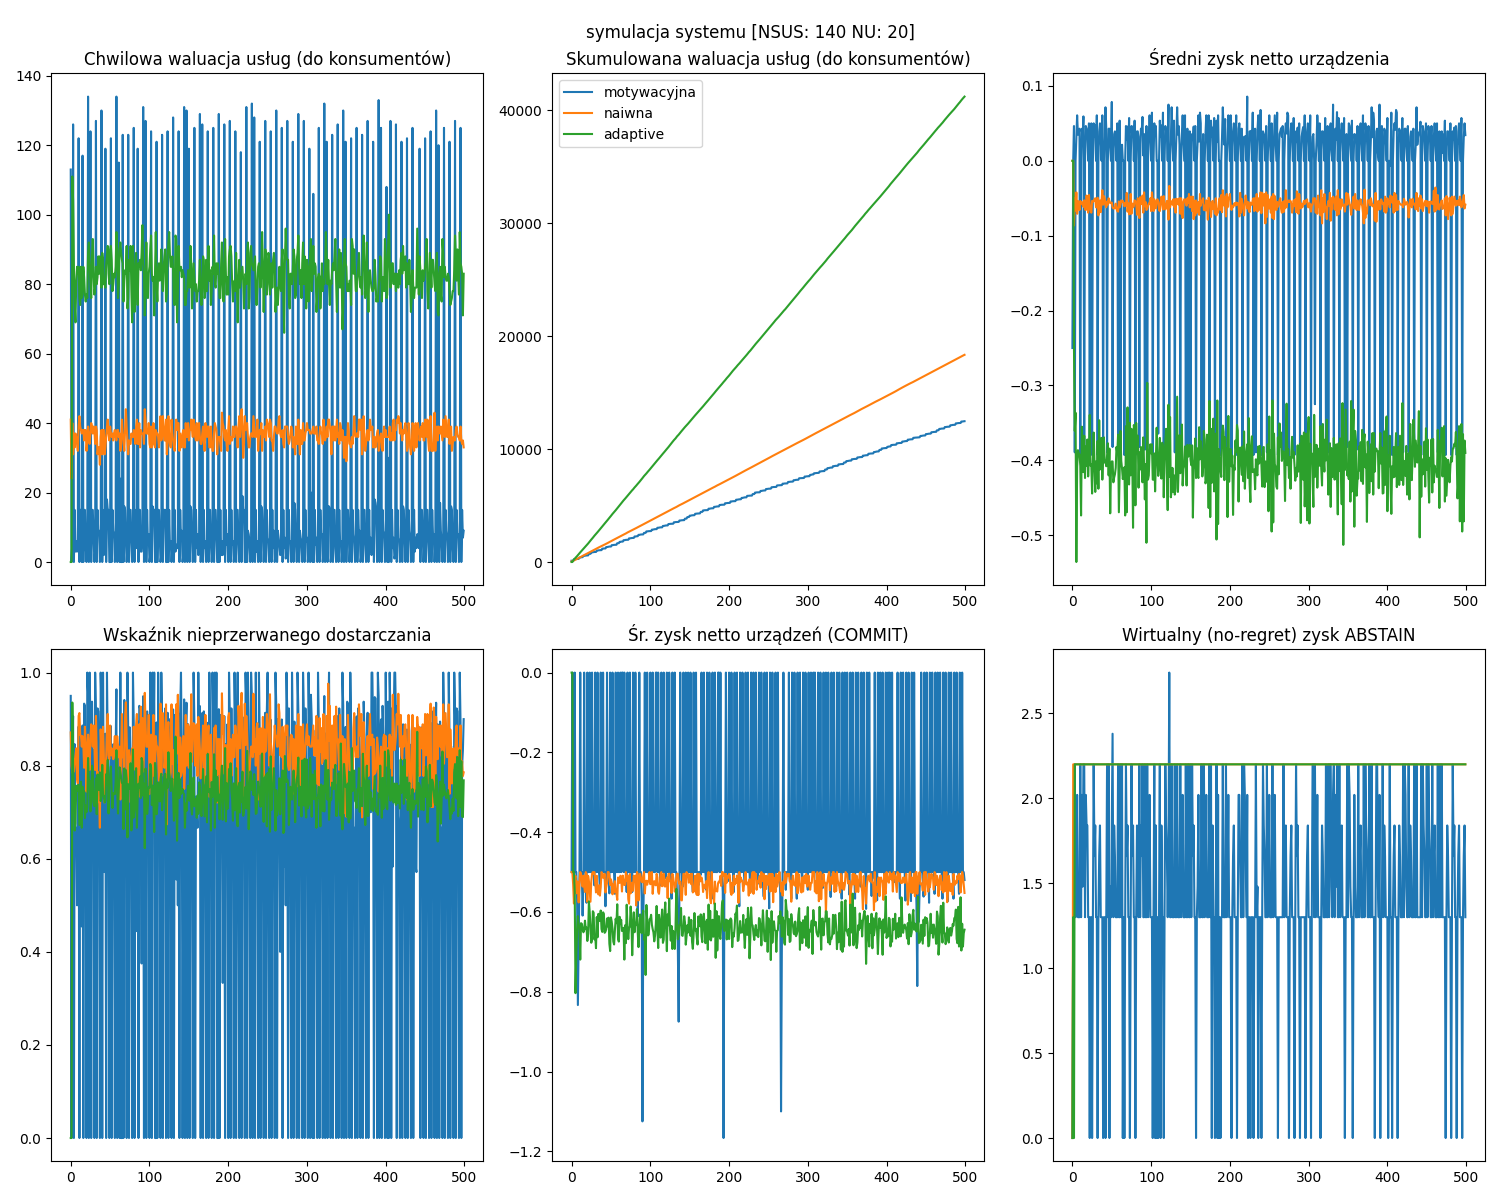 symulacja systemu [NSUS: 140 NU: 20]
Chwilowa waluacja usług (do konsumentów)
140
120
100
80
60
40
20
0
0 100 200 300 400 500
Skumulowana waluacja usług (do konsumentów)
motywacyjna
naiwna
adaptive
40000
30000
20000
10000
0
0 100 200 300 400 500
Średni zysk netto urządzenia
0.1
0.0
−0.1
−0.2
−0.3
−0.4
−0.5
0 100 200 300 400 500
Wskaźnik nieprzerwanego dostarczania
1.0
0.8
0.6
0.4
0.2
0.0
0 100 200 300 400 500
Śr. zysk netto urządzeń (COMMIT)
0.0
−0.2
−0.4
−0.6
−0.8
−1.0
−1.2
0 100 200 300 400 500
Wirtualny (no-regret) zysk ABSTAIN
2.5
2.0
1.5
1.0
0.5
0.0
0 100 200 300 400 500